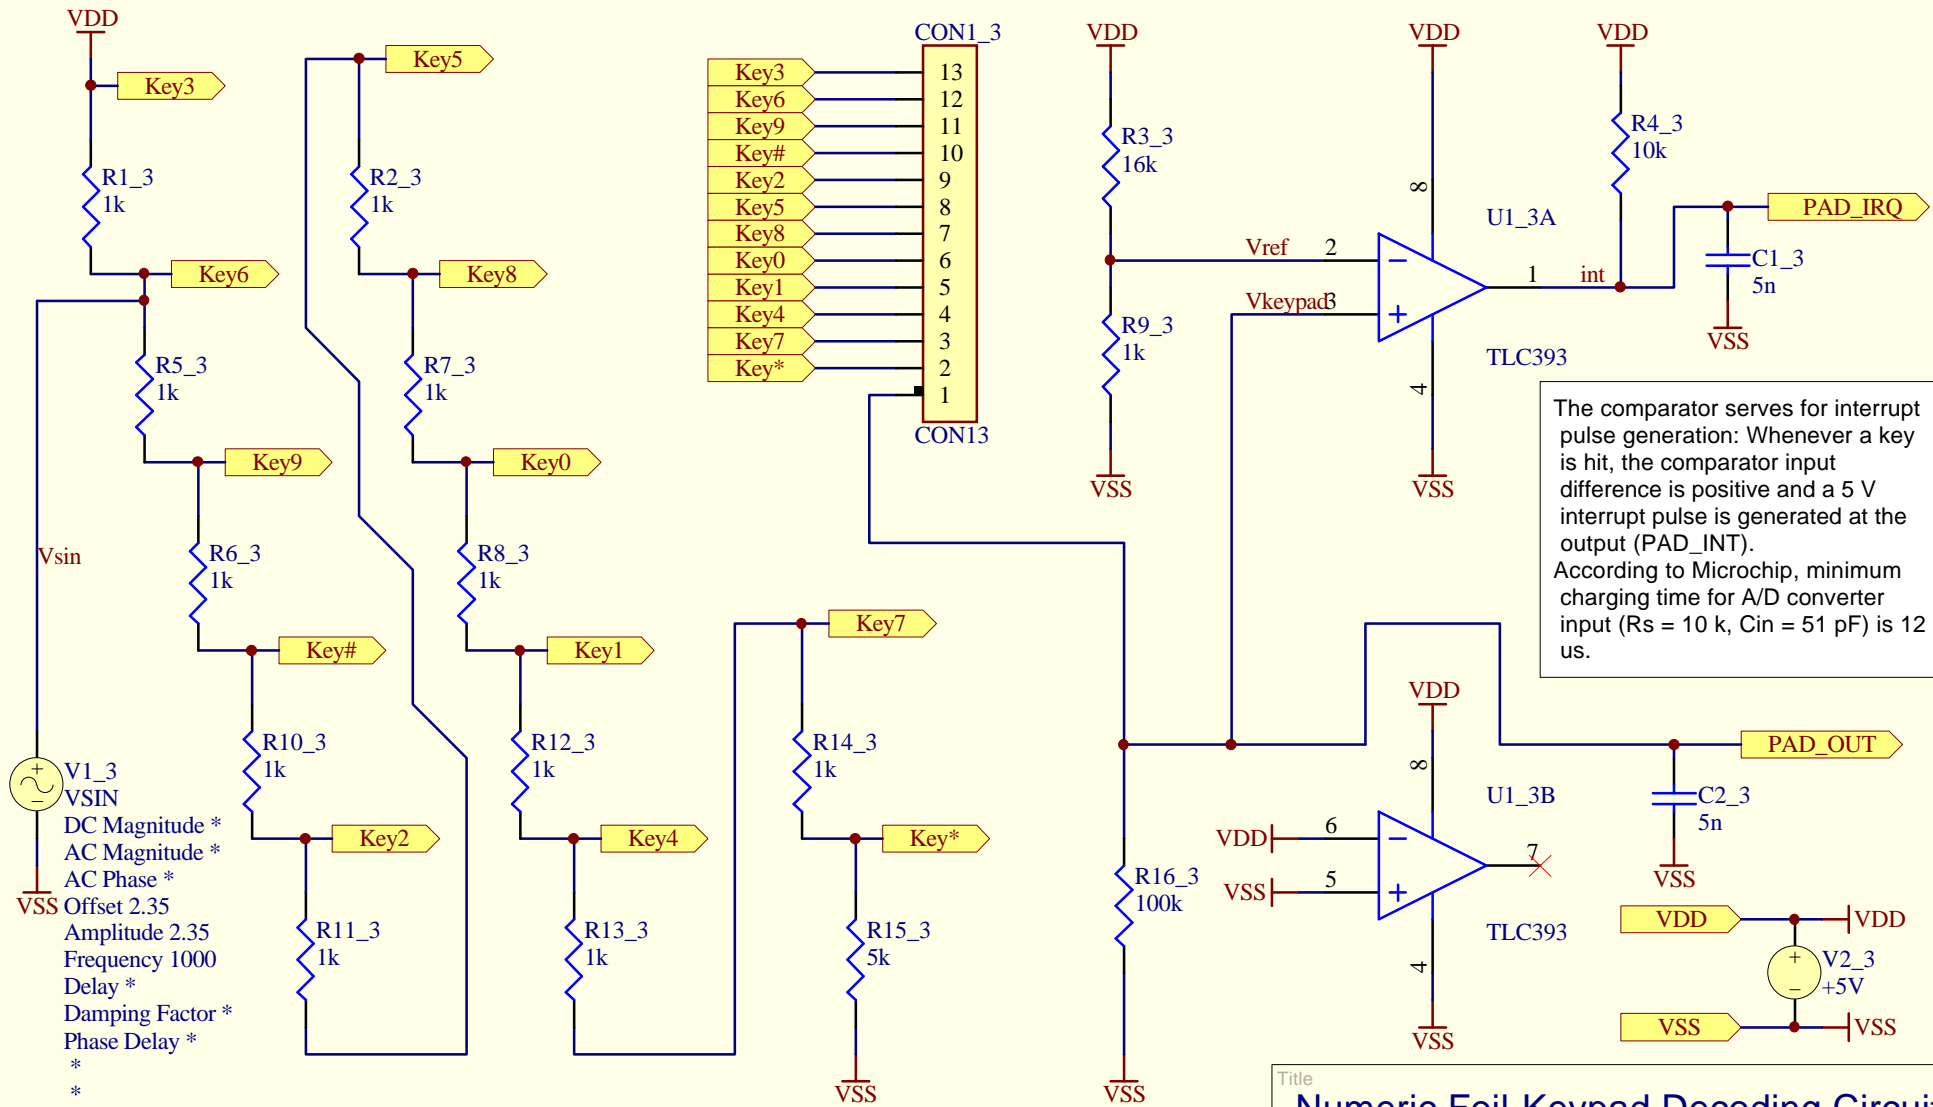 VDD
Key3
R1_3
1k
Key6
R5_3
1k
Key9
R6_3
1k
Key#
R10_3
1k
Key2
R11_3
1k
Vsin
V1_3
VSIN
DC Magnitude *
AC Magnitude *
AC Phase *
VSS
Offset 2.35
Amplitude 2.35
Frequency 1000
Delay *
Damping Factor *
Phase Delay *
*
*
Key5
R2_3
1k
Key8
R7_3
1k
Key0
R8_3
1k
Key1
R12_3
1k
Key4
R13_3
1k
Key7
R14_3
1k
Key*
R15_3
5k
VSS
CON1_3
Key3 13
Key6 12
Key9 11
Key# 10
Key2 9
Key5 8
Key8 7
Key0 6
Key1 5
Key4 4
Key7 3
Key* 2
1
CON13
VDD
R3_3
16k
R9_3
1k
VSS
VDD
8
U1_3A
Vref 2
Vkeypad 3
1 int
4
TLC393
VSS
VDD
R4_3
10k
PAD_IRQ
C1_3
5n
VSS
The comparator serves for interrupt
pulse generation: Whenever a key
is hit, the comparator input
difference is positive and a 5 V
interrupt pulse is generated at the
output (PAD_INT).
According to Microchip, minimum
charging time for A/D converter
input (Rs = 10 k, Cin = 51 pF) is 12
us.
R16_3
100k
VSS
VDD
8
U1_3B
VDD 6
VSS 5
7
4
TLC393
VSS
PAD_OUT
C2_3
5n
VSS
VDD VDD
V2_3
+5V
VSS VSS
Title
Numeric Foil-Keypad Decoding Circuit